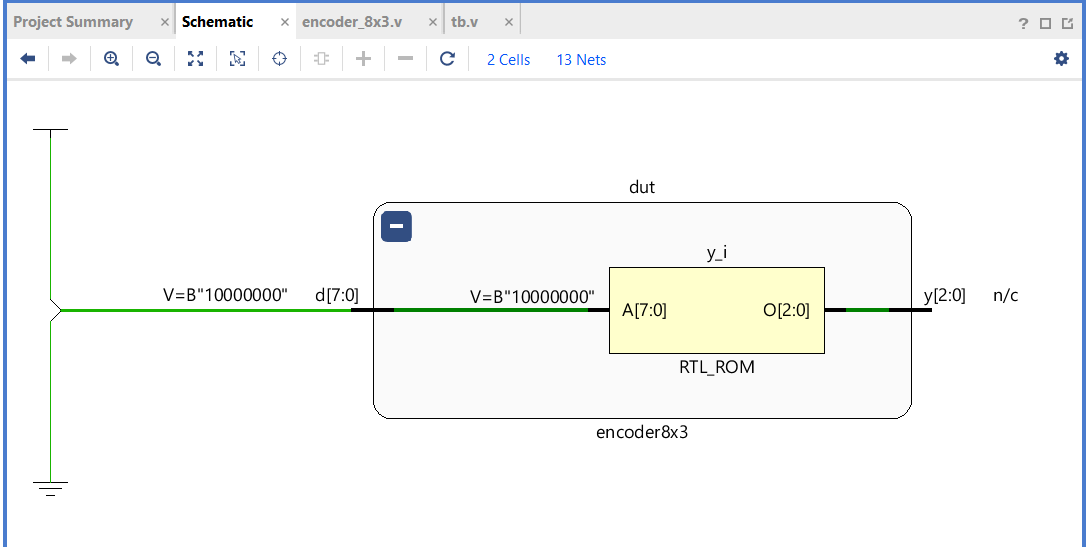 Project Summary × Schematic × encoder_8x3.v × tb.v ×
? 
2 Cells 13 Nets
dut
y_i
V=B"10000000" d[7:0] V=B"10000000" A[7:0] O[2:0] y[2:0] n/c
RTL_ROM
encoder8x3